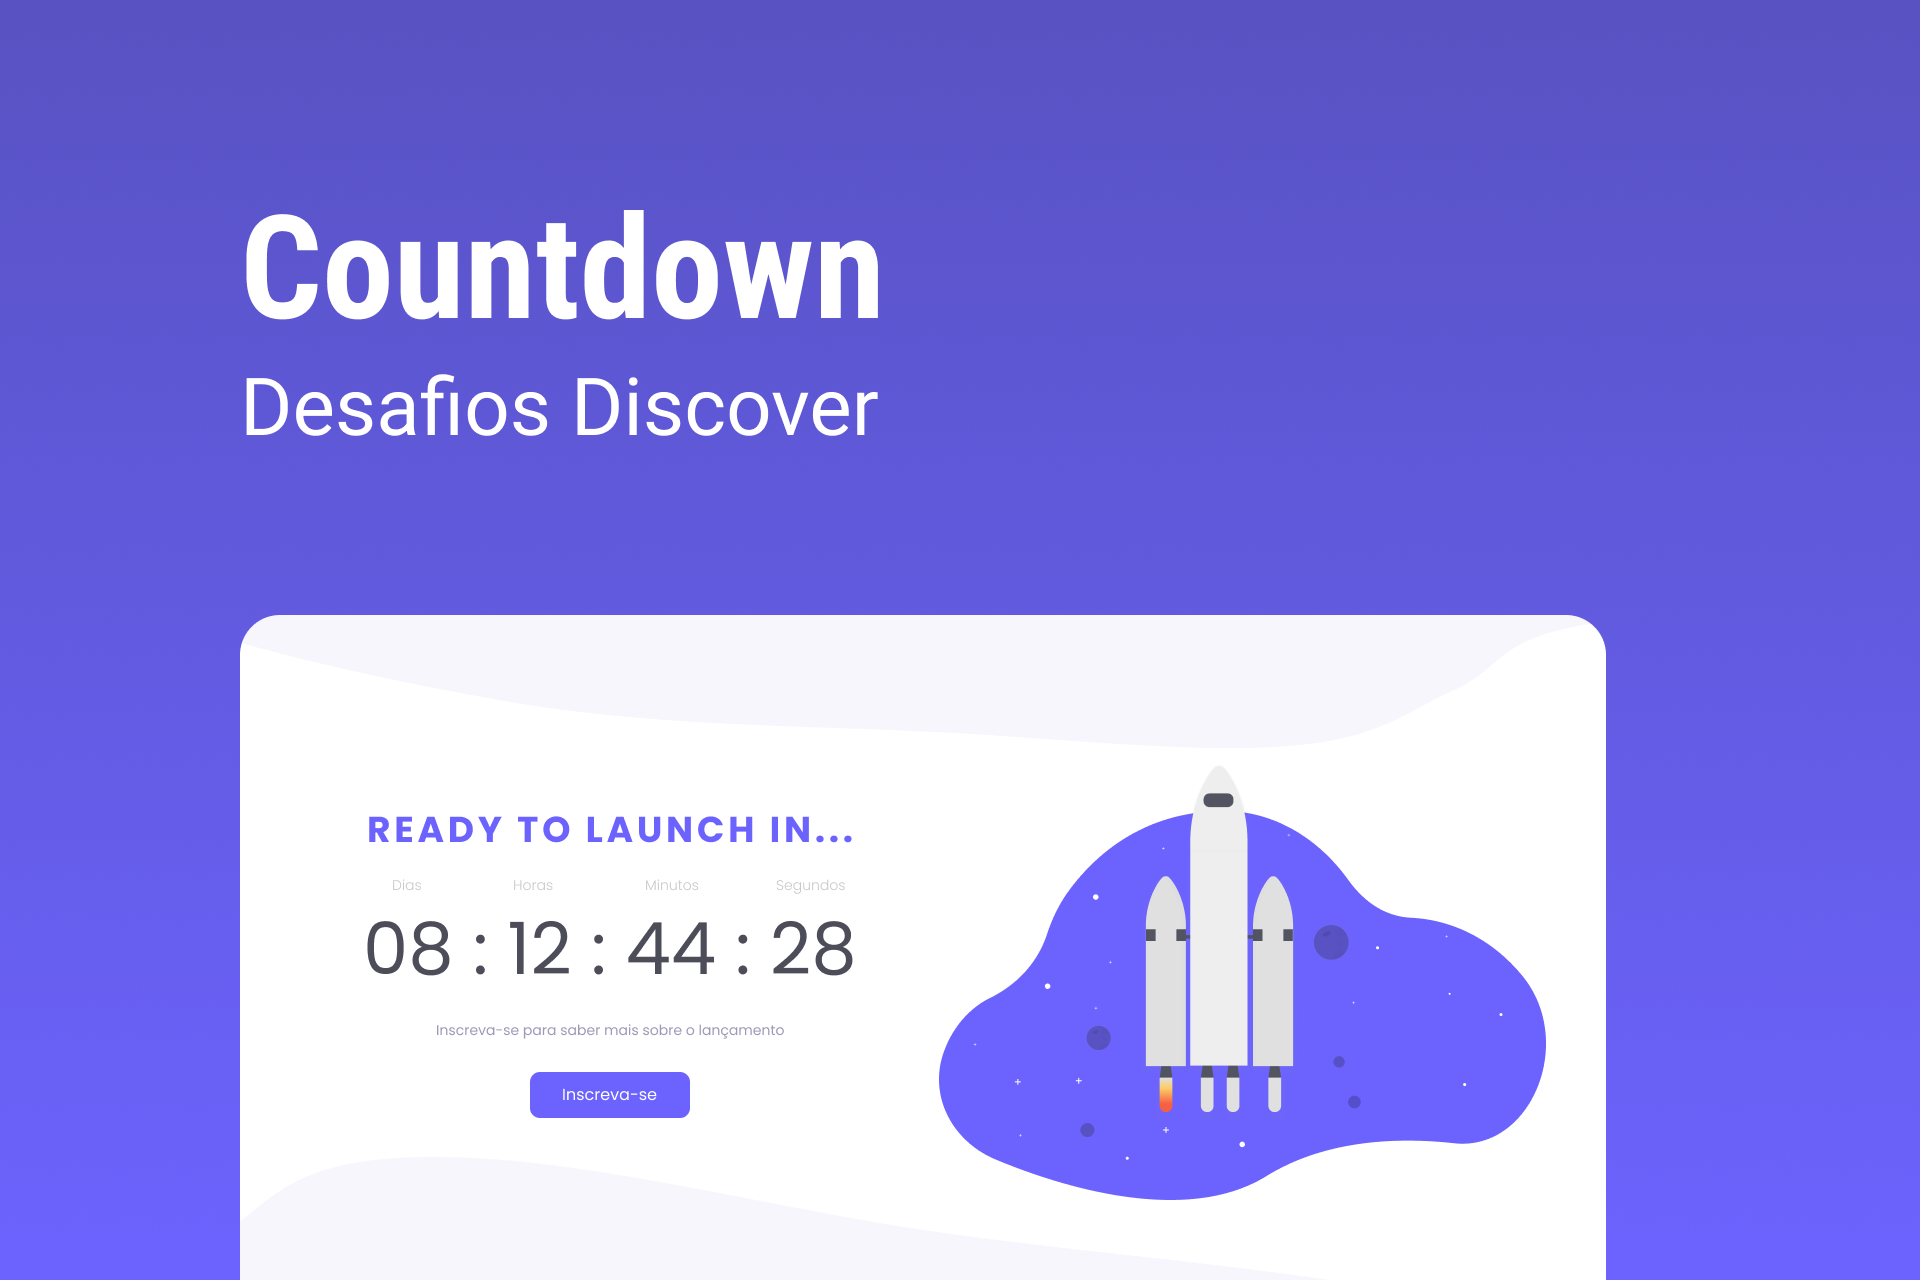 Countdown
Desafios Discover
READY TO LAUNCH IN...
Dias Horas Minutos Segundos
08 : 12 : 44 : 28
Inscreva-se para saber mais sobre o lançamento
Inscreva-se